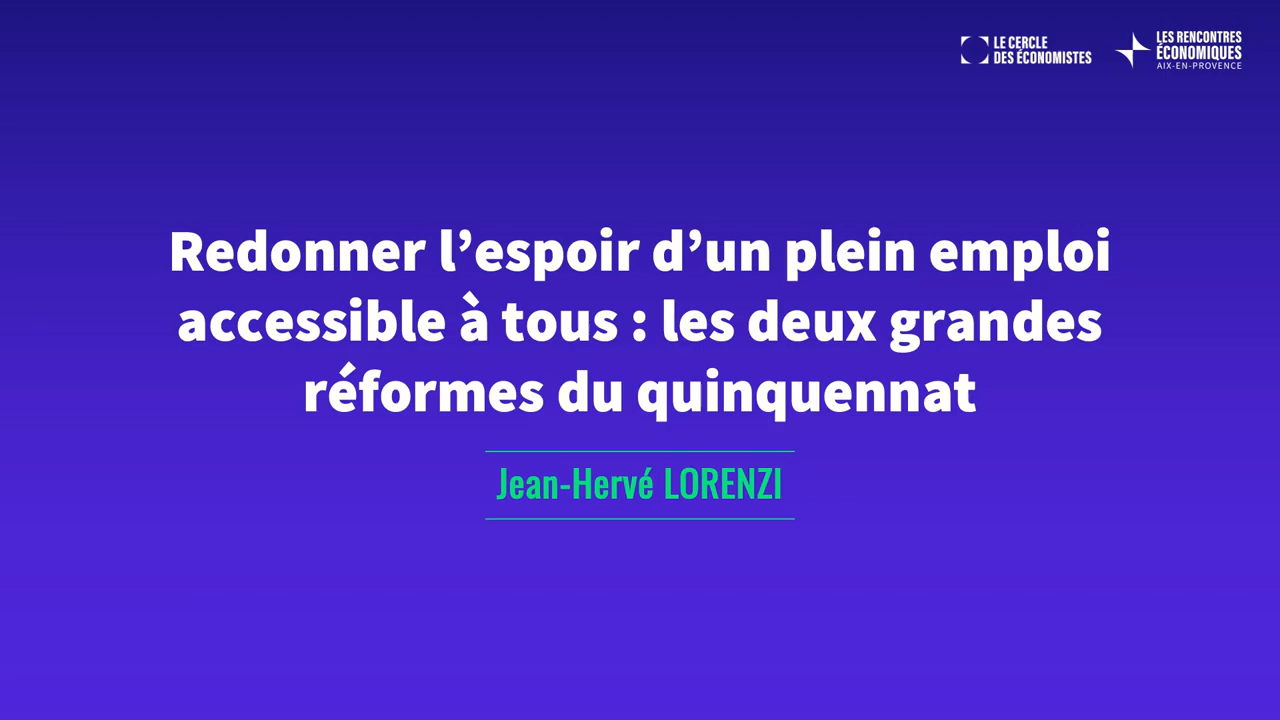 LE CERCLE
DES ÉCONOMISTES
LES RENCONTRES
ÉCONOMIQUES
AIX-EN-PROVENCE
Redonner l’espoir d’un plein emploi
accessible à tous : les deux grandes
réformes du quinquennat
Jean-Hervé LORENZI